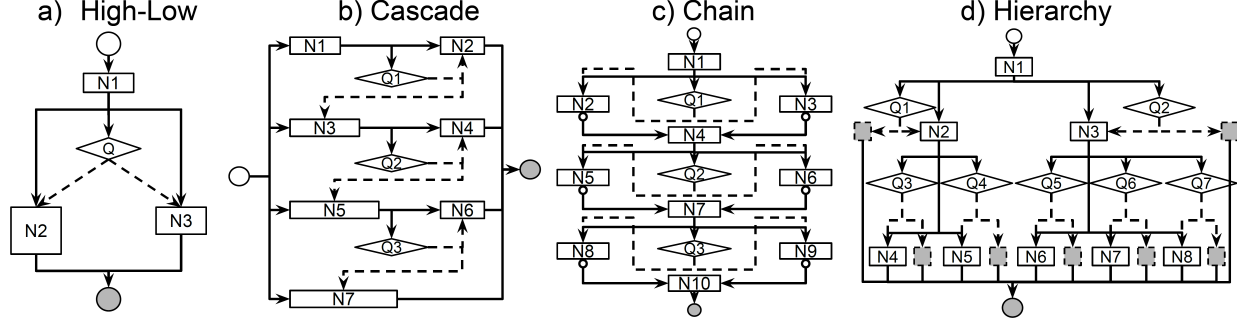 a) High-Low
b) Cascade
c) Chain
d) Hierarchy
N1
Q
N2
N3
N1
N2
Q1
N3
N4
Q2
N5
N6
Q3
N7
N1
N2
Q1
N3
N4
N5
Q2
N6
N7
N8
Q3
N9
N10
N1
Q1
Q2
N2
N3
Q3
Q4
Q5
Q6
Q7
N4
N5
N6
N7
N8